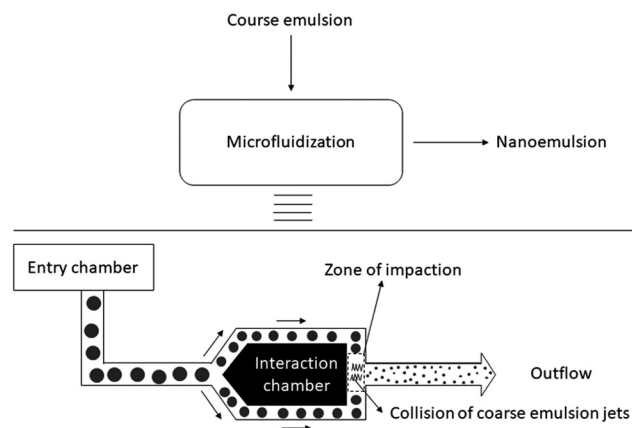 Course emulsion
Microfluidization
Nanoemulsion
Entry chamber
Zone of impaction
Interaction
chamber
Outflow
Collision of coarse emulsion jets